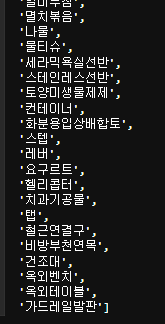 '멸치볶음',
'나물',
'물티슈',
'세라믹욕실선반',
'스테인레스선반',
'토양미생물제제',
'컨테이너',
'화분용입상배합토',
'스텝',
'레버',
'요구르트',
'헬리콥터',
'치과기공물',
'탭',
'철근연결구',
'비방부천연목',
'건조대',
'옥외벤치',
'옥외테이블',
'가드레일발판']